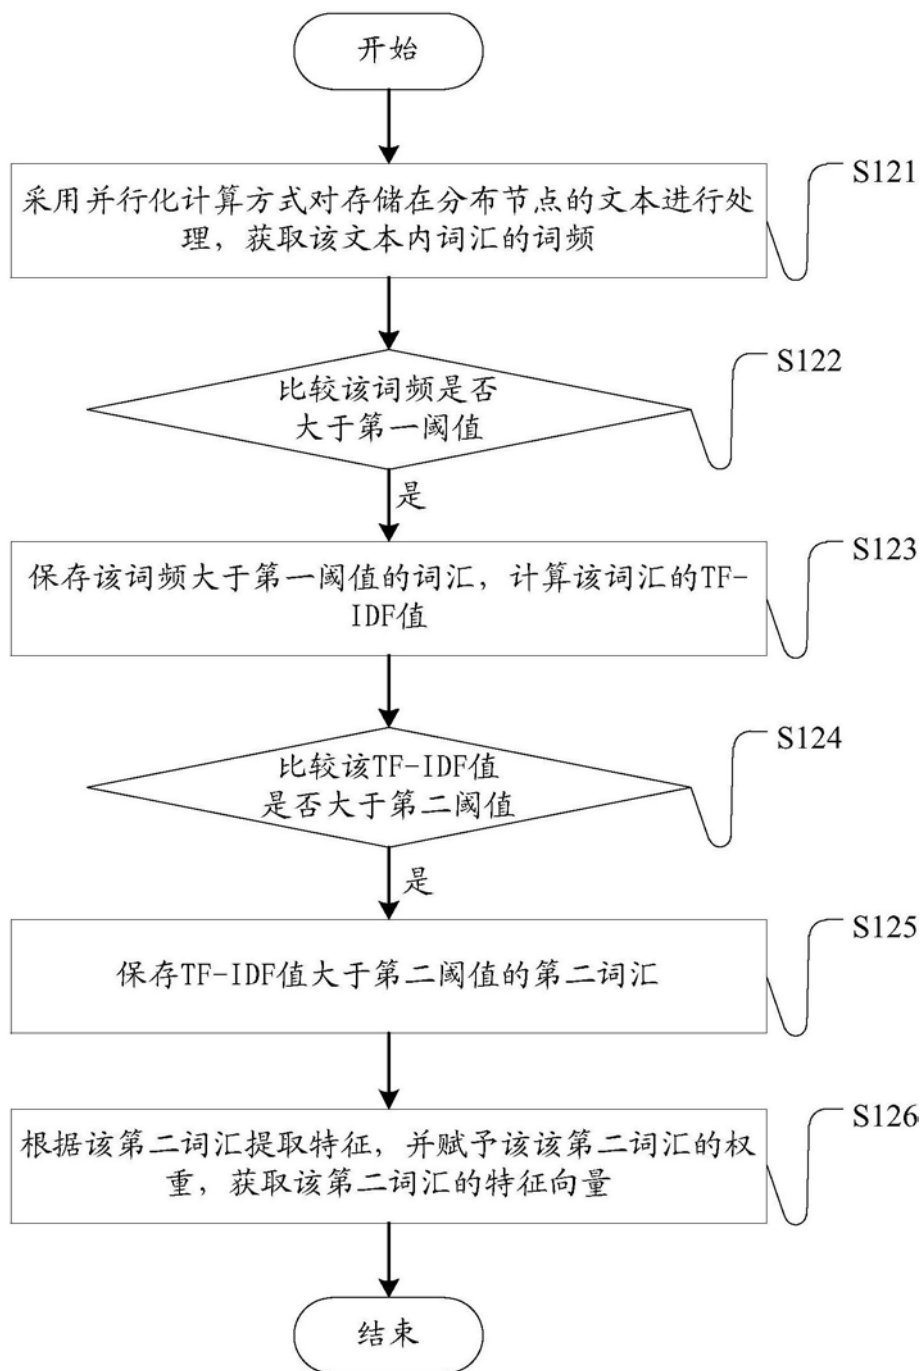 开始
S121
采用并行化计算方式对存储在分布节点的文本进行处
理，获取该文本内词汇的词频
S122
比较该词频是否
大于第一阈值
是
S123
保存该词频大于第一阈值的词汇，计算该词汇的TF-
IDF值
S124
比较该TF-IDF值
是否大于第二阈值
是
S125
保存TF-IDF值大于第二阈值的第二词汇
S126
根据该第二词汇提取特征，并赋予该该第二词汇的权
重，获取该第二词汇的特征向量
结束